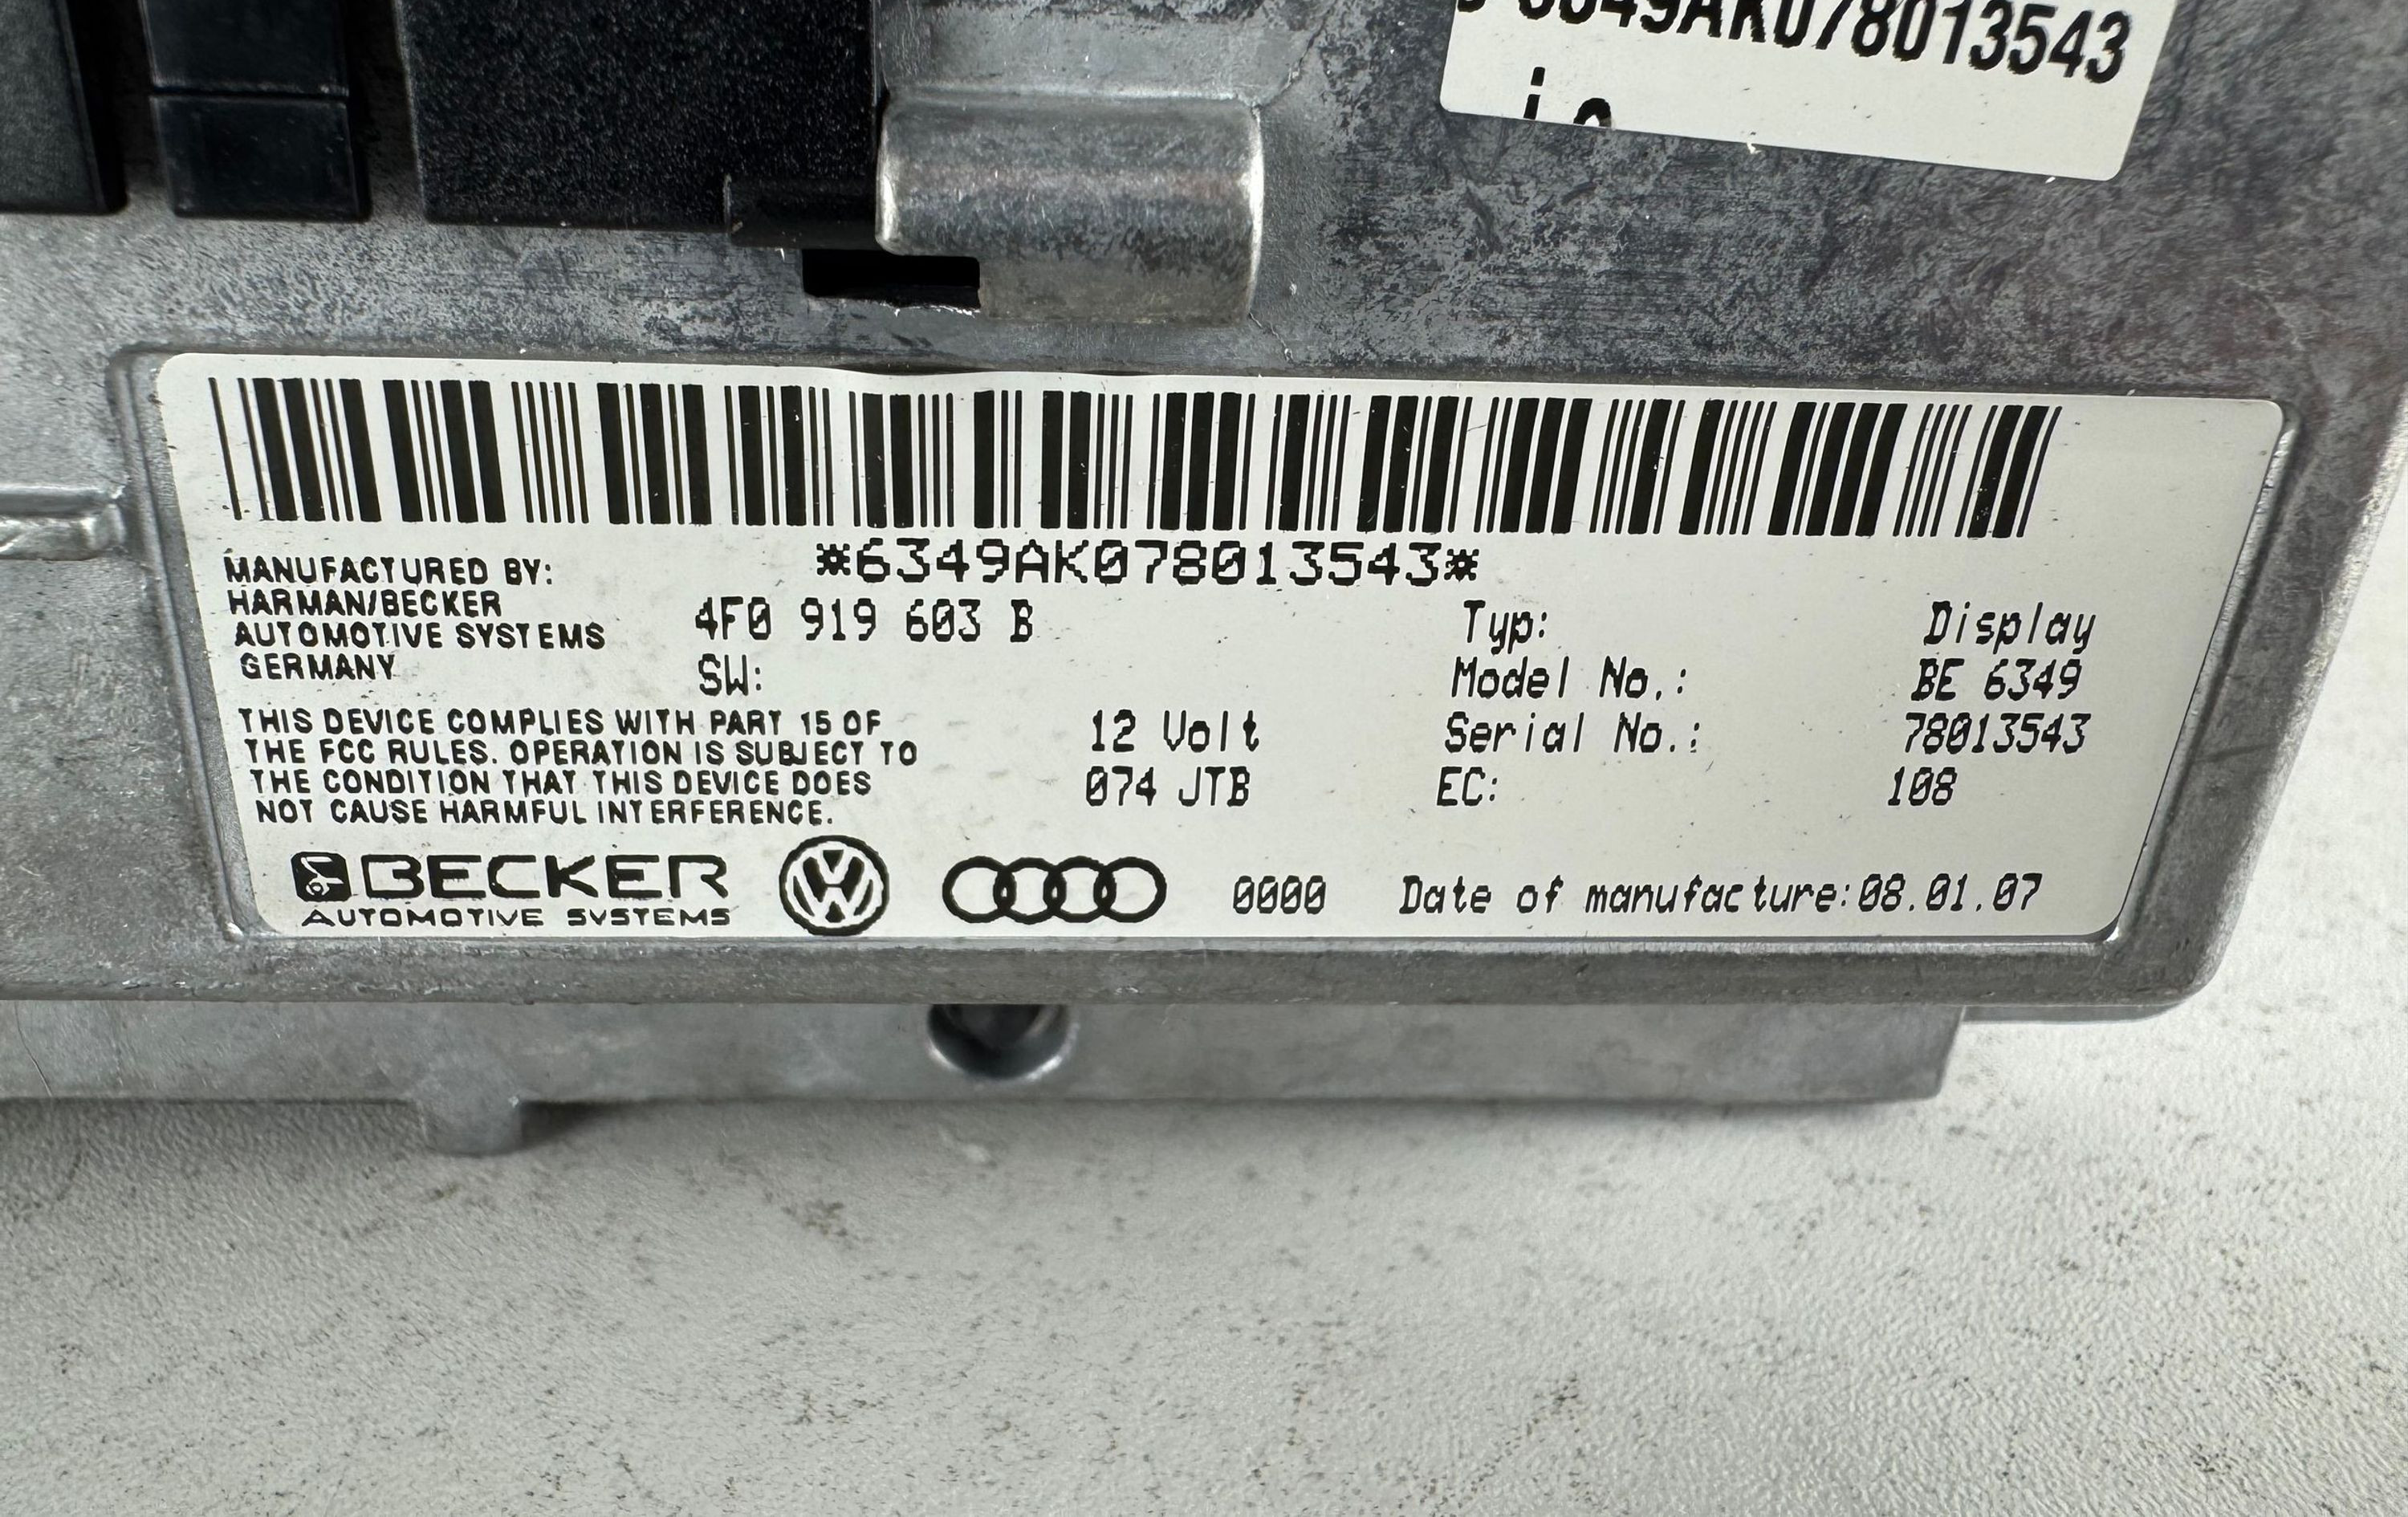 6349AK078013543
*6349AK078013543*
MANUFACTURED BY:
HARMAN/BECKER
AUTOMOTIVE SYSTEMS
GERMANY
4F0 919 603 B
SW:
THIS DEVICE COMPLIES WITH PART 15 OF
THE FCC RULES. OPERATION IS SUBJECT TO
THE CONDITION THAT THIS DEVICE DOES
NOT CAUSE HARMFUL INTERFERENCE.
12 Volt
074 JTB
Typ: Display
Model No.: BE 6349
Serial No.: 78013543
EC: 108
BECKER
AUTOMOTIVE SYSTEMS
0000 Date of manufacture:08.01.07